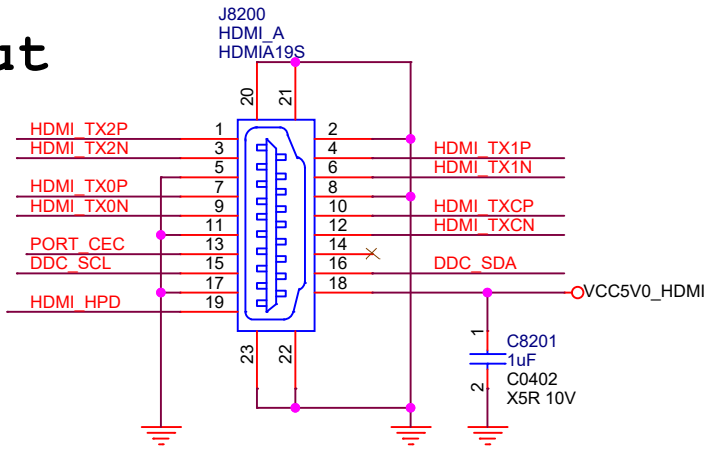 ut
J8200
HDMI_A
HDMIA19S
20
21
HDMI_TX2P 1 2
HDMI_TX2N 3 4 HDMI_TX1P
5 6 HDMI_TX1N
HDMI_TX0P 7 8
HDMI_TX0N 9 10 HDMI_TXCP
11 12 HDMI_TXCN
PORT_CEC 13 14
DDC_SCL 15 16 DDC_SDA
17 18 VCC5V0_HDMI
HDMI_HPD 19
23
22
1
C8201
1uF
2
C0402
X5R 10V